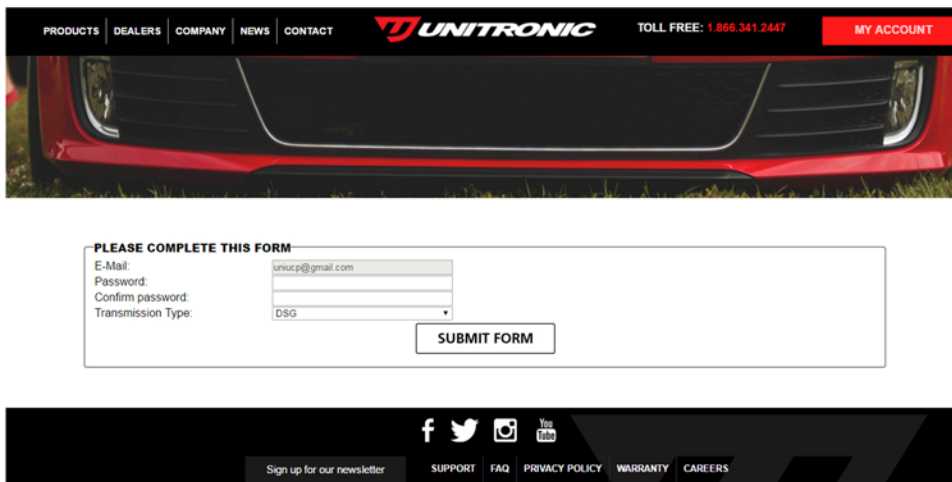 PRODUCTS DEALERS COMPANY NEWS CONTACT UNITRONIC TOLL FREE: 1.866.341.2447 MY ACCOUNT
PLEASE COMPLETE THIS FORM
E-Mail: uniucp@gmail.com
Password:
Confirm password:
Transmission Type: DSG
SUBMIT FORM
f You Tube
Sign up for our newsletter SUPPORT FAQ PRIVACY POLICY WARRANTY CAREERS